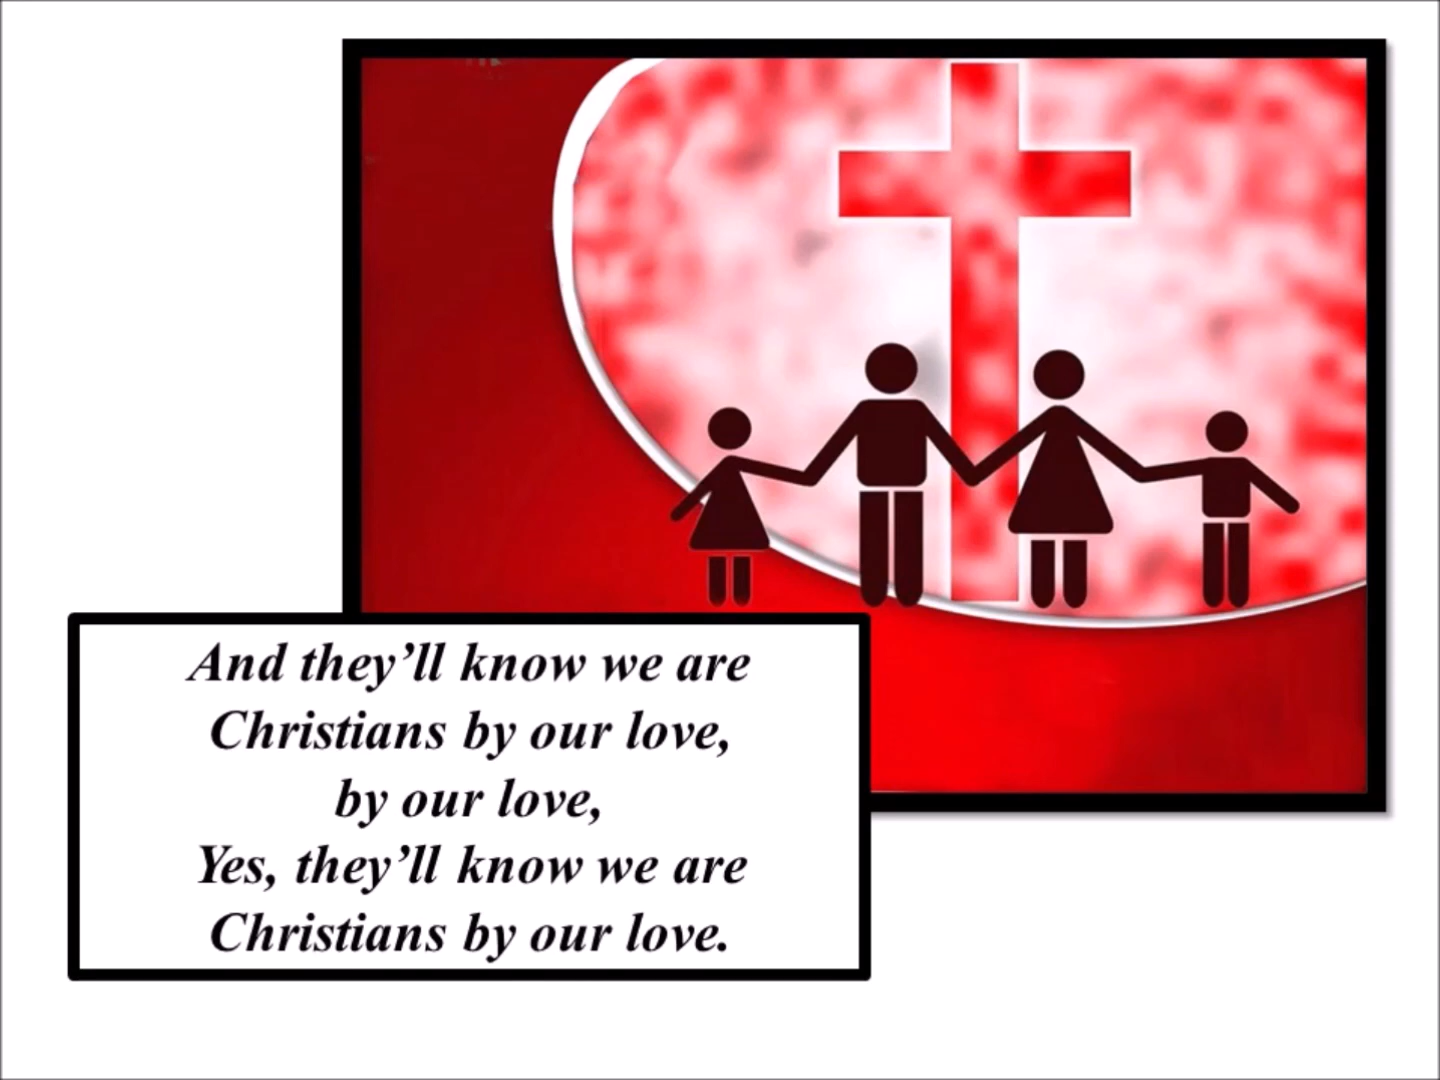 And they’ll know we are
Christians by our love,
by our love,
Yes, they’ll know we are
Christians by our love.